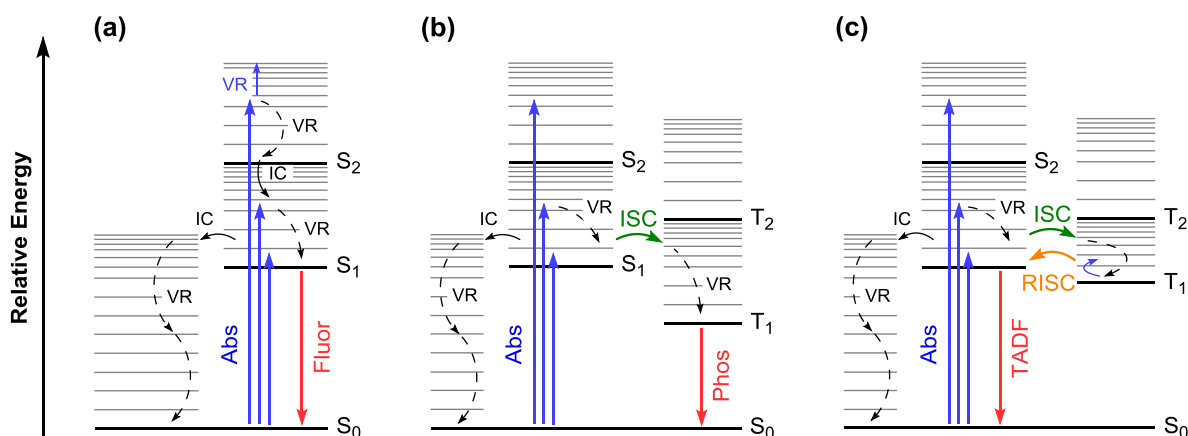 Relative Energy
(a)
VR
VR
S2
IC
IC
VR
S1
VR
Abs
Fluor
S0
(b)
S2
IC
VR
ISC
T2
S1
VR
VR
T1
Abs
Phos
S0
(c)
S2
IC
VR
ISC
T2
RISC
T1
VR
Abs
TADF
S0